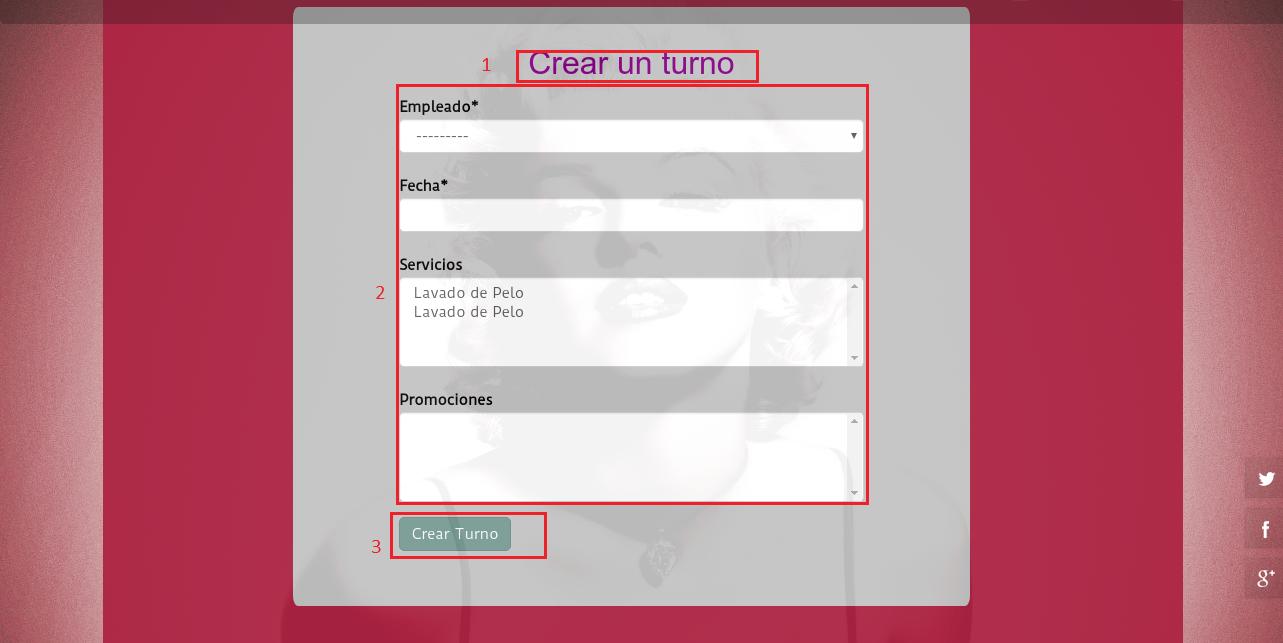 1 Crear un turno
Empleado*
---------
Fecha*
Servicios
2
Lavado de Pelo
Lavado de Pelo
Promociones
3 Crear Turno
f
g+